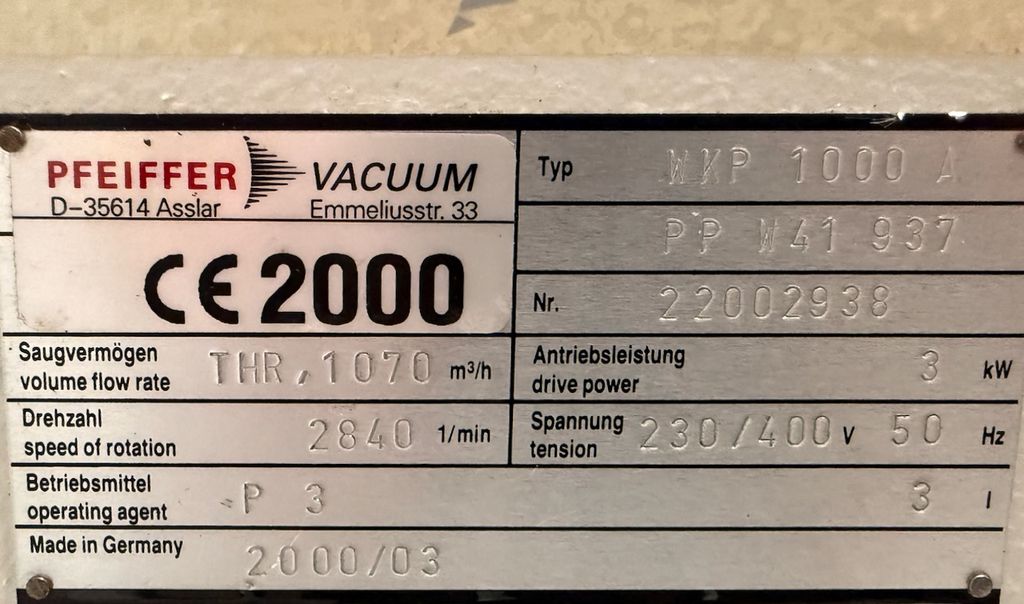 PFEIFFER VACUUM
D-35614 Asslar Emmeliusstr. 33
CE 2000
Typ WKP 1000 A
PP W41 937
Nr. 22002938
Saugvermögen
volume flow rate THR,1070 m³/h
Antriebsleistung
drive power 3 kW
Drehzahl
speed of rotation 2840 1/min
Spannung
tension 230/400 V 50 Hz
Betriebsmittel
operating agent P 3 3 l
Made in Germany 2000/03